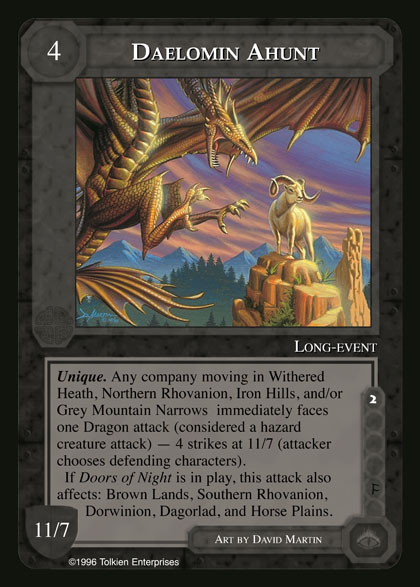 4
DAELOMIN AHUNT
LONG-EVENT
Unique. Any company moving in Withered
Heath, Northern Rhovanion, Iron Hills, and/or
Grey Mountain Narrows immediately faces
one Dragon attack (considered a hazard
creature attack) — 4 strikes at 11/7 (attacker
chooses defending characters).
If Doors of Night is in play, this attack also
affects: Brown Lands, Southern Rhovanion,
Dorwinion, Dagorlad, and Horse Plains.
2
F
11/7
ART BY DAVID MARTIN
©1996 Tolkien Enterprises